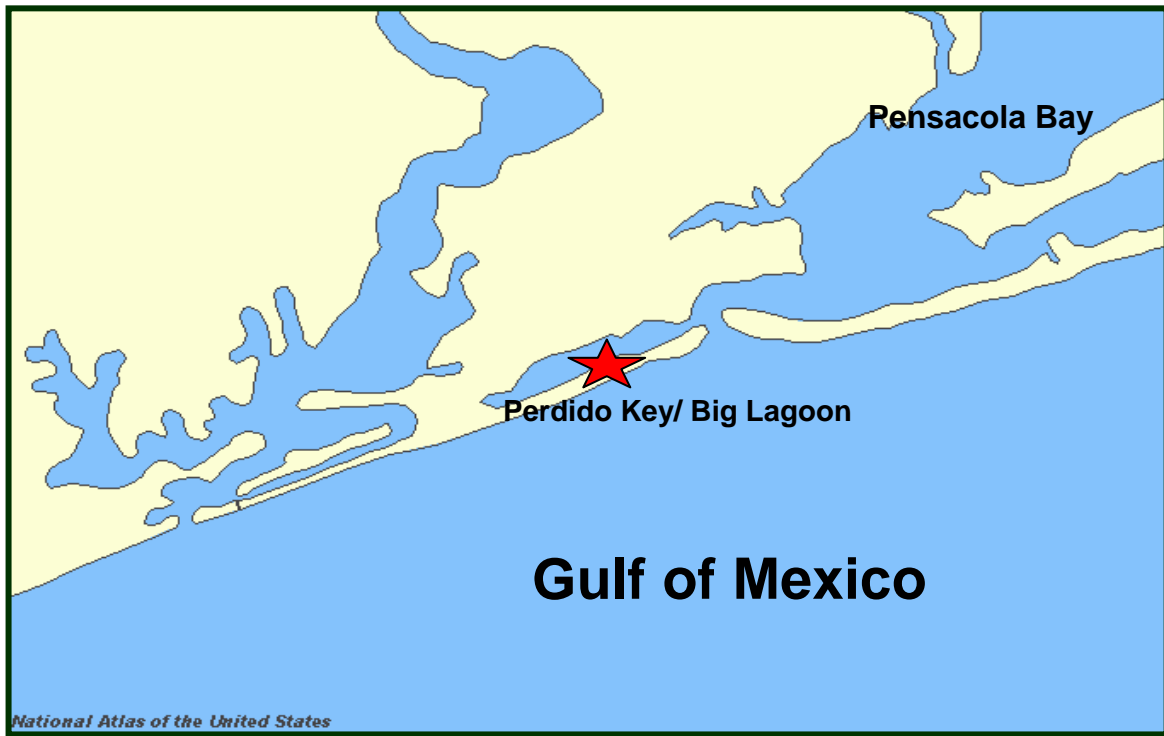 Pensacola Bay
Perdido Key/ Big Lagoon
Gulf of Mexico
National Atlas of the United States